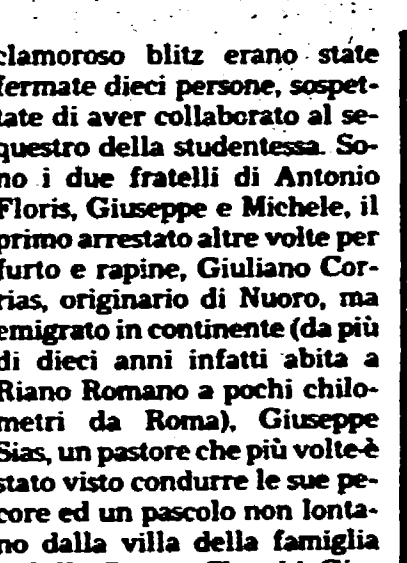 clamoroso blitz erano state
fermate dieci persone, sospet-
tate di aver collaborato al se-
questro della studentessa. So-
no i due fratelli di Antonio
Floris, Giuseppe e Michele, il
primo arrestato altre volte per
furto e rapine, Giuliano Cor-
rias, originario di Nuoro, ma
emigrato in continente (da più
di dieci anni infatti abita a
Riano Romano a pochi chilo-
metri da Roma), Giuseppe
Sias, un pastore che più volte è
stato visto condurre le sue pe-
core ed un pascolo non lonta-
no dalla villa della famiglia